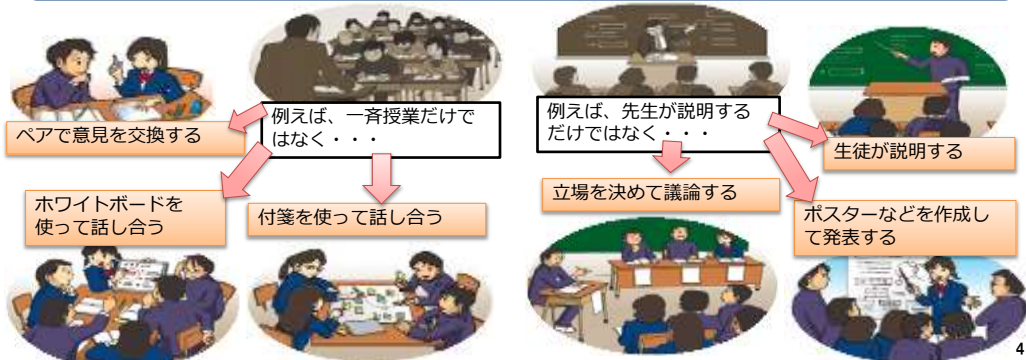 例えば、一斉授業だけで
はなく・・・
ペアで意見を交換する
ホワイトボードを
使って話し合う
付箋を使って話し合う
例えば、先生が説明する
だけではなく・・・
生徒が説明する
立場を決めて議論する
ポスターなどを作成し
て発表する
4